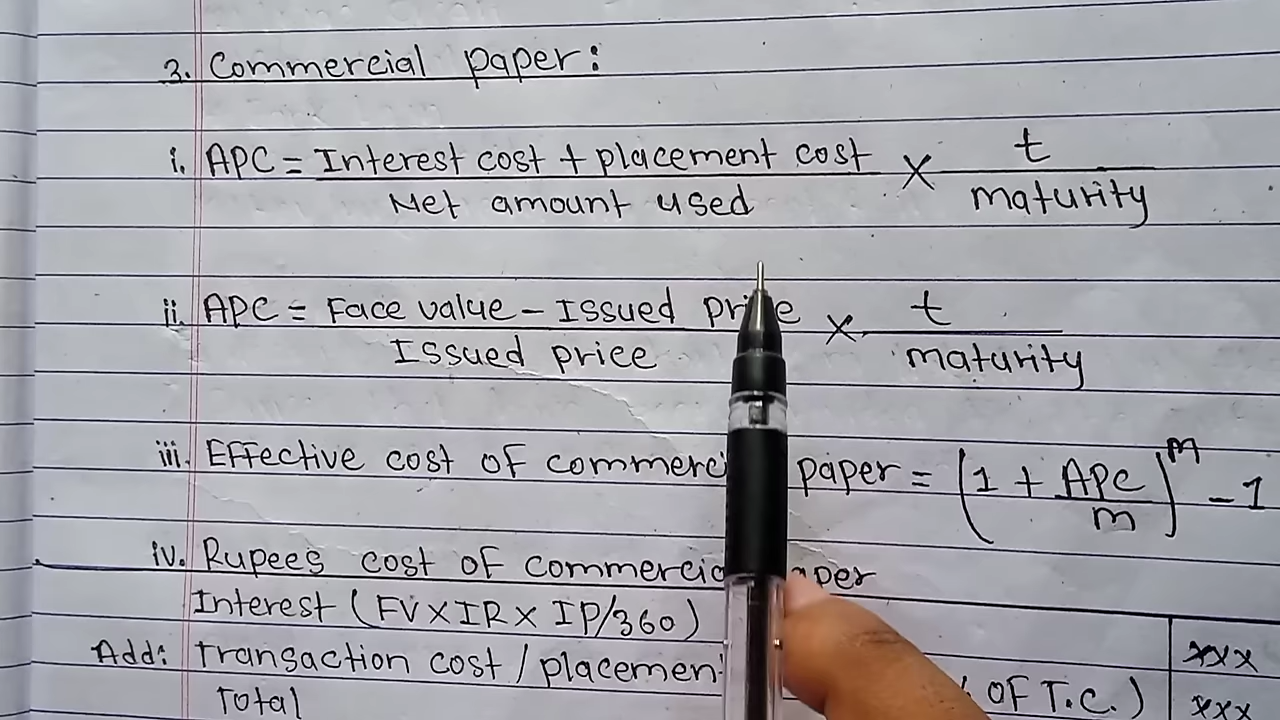 3. Commercial paper:
i. APC = Interest cost + placement cost / Net amount used × t / maturity
ii. APC = Face value - Issued price / Issued price × t / maturity
iii. Effective cost of commerci paper = (1 + APC / m)^m - 1
iv. Rupees cost of commercia aper
Interest (FV × IR × IP/360) xxx
Add: Transaction cost / placemen OF T.C.) xxx
Total